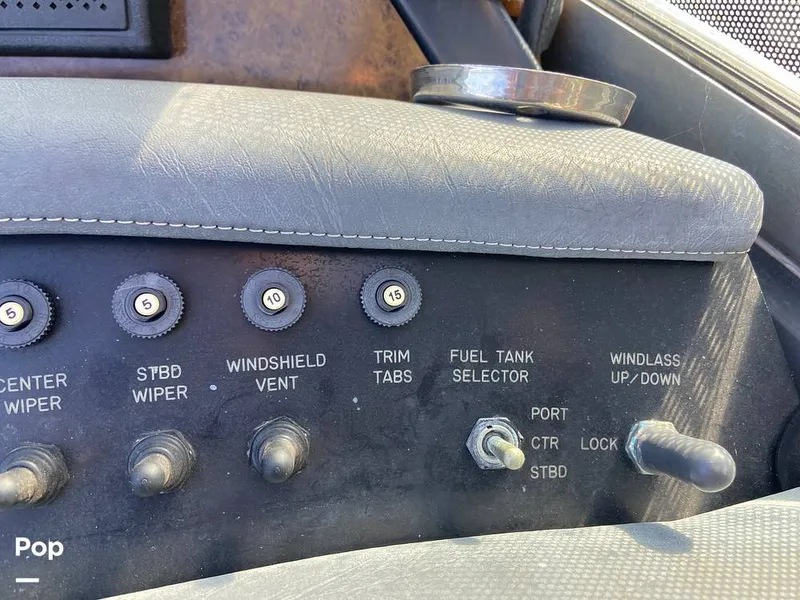 5
5
10
15
CENTER
WIPER
STBD
WIPER
WINDSHIELD
VENT
TRIM
TABS
FUEL TANK
SELECTOR
PORT
CTR
STBD
WINDLASS
UP/DOWN
LOCK
Pop